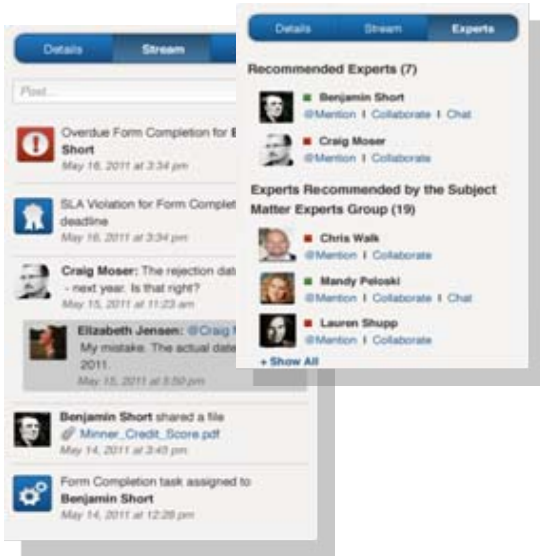 Details Stream
Post...
Overdue Form Completion for
Short
May 16, 2011 at 3:34 pm
SLA Violation for Form Complet
deadline
May 16, 2011 at 3:34 pm
Craig Moser: The rejection dat
- next year. Is that right?
May 15, 2011 at 11:23 am
Elizabeth Jensen: @Craig
My mistake. The actual date
2011.
May 15, 2011 at 5:50 pm
Benjamin Short shared a file
Minner_Credit_Score.pdf
May 14, 2011 at 3:45 pm
Form Completion task assigned to
Benjamin Short
May 14, 2011 at 12:28 pm
Details Stream Experts
Recommended Experts (7)
Benjamin Short
@Mention I Collaborate I Chat
Craig Moser
@Mention I Collaborate
Experts Recommended by the Subject
Matter Experts Group (19)
Chris Walk
@Mention I Collaborate
Mandy Peloski
@Mention I Collaborate I Chat
Lauren Shupp
@Mention I Collaborate
+ Show All